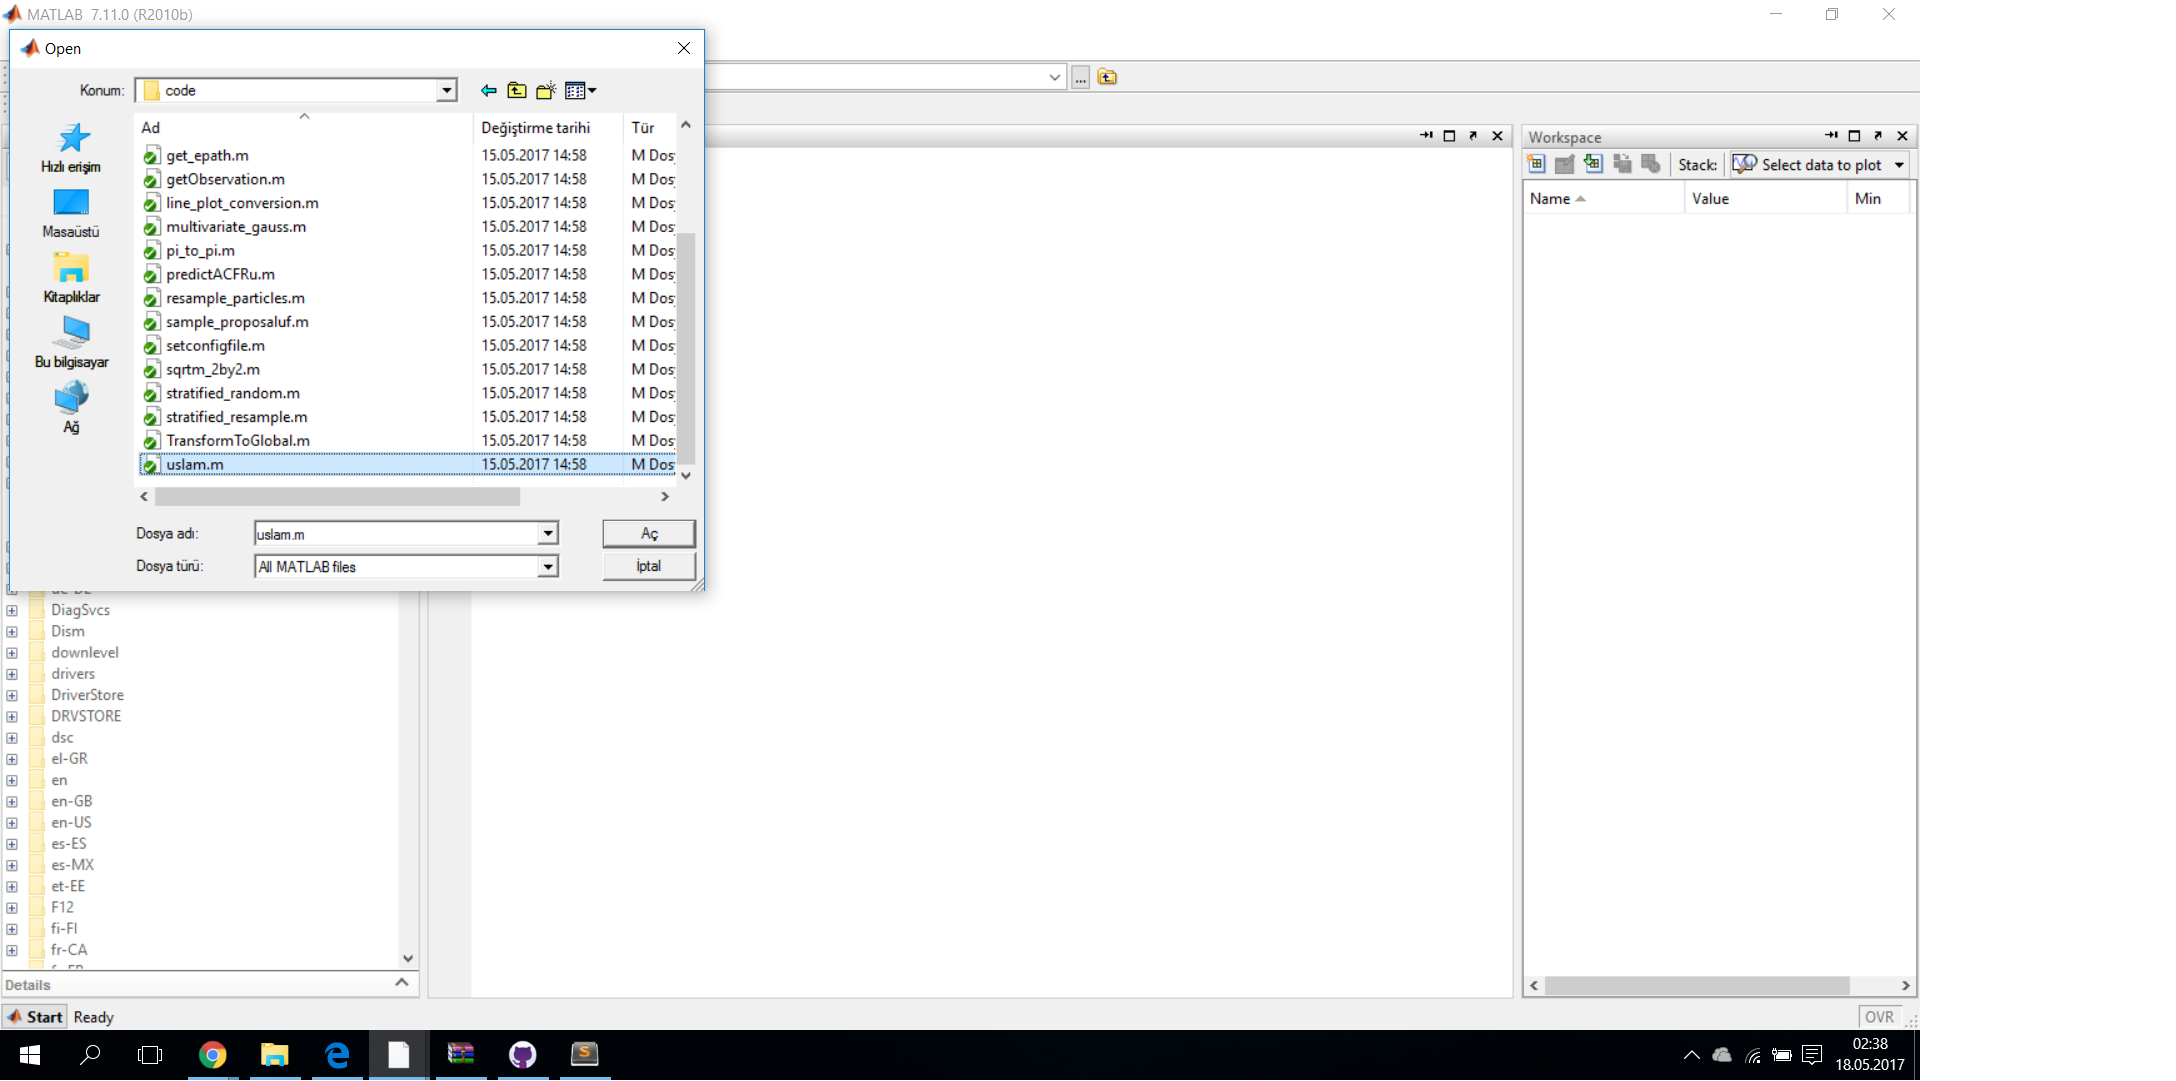 MATLAB 7.11.0 (R2010b)
Open
Konum:
code
...
Ad
Değiştirme tarihi
Tür
get_epath.m 15.05.2017 14:58 M Dos
getObservation.m 15.05.2017 14:58 M Dos
line_plot_conversion.m 15.05.2017 14:58 M Dos
multivariate_gauss.m 15.05.2017 14:58 M Dos
pi_to_pi.m 15.05.2017 14:58 M Dos
predictACFRu.m 15.05.2017 14:58 M Dos
resample_particles.m 15.05.2017 14:58 M Dos
sample_proposaluf.m 15.05.2017 14:58 M Dos
setconfigfile.m 15.05.2017 14:58 M Dos
sqrtm_2by2.m 15.05.2017 14:58 M Dos
stratified_random.m 15.05.2017 14:58 M Dos
stratified_resample.m 15.05.2017 14:58 M Dos
TransformToGlobal.m 15.05.2017 14:58 M Dos
uslam.m 15.05.2017 14:58 M Dos
Hızlı erişim
Masaüstü
Kitaplıklar
Bu bilgisayar
Ağ
Dosya adı:
uslam.m
Aç
Dosya türü:
All MATLAB files
İptal
Workspace
Stack:
Select data to plot
Name
Value
Min
DiagSvcs
Dism
downlevel
drivers
DriverStore
DRVSTORE
dsc
el-GR
en
en-GB
en-US
es-ES
es-MX
et-EE
F12
fi-FI
fr-CA
Details
Start
Ready
OVR
02:38
18.05.2017